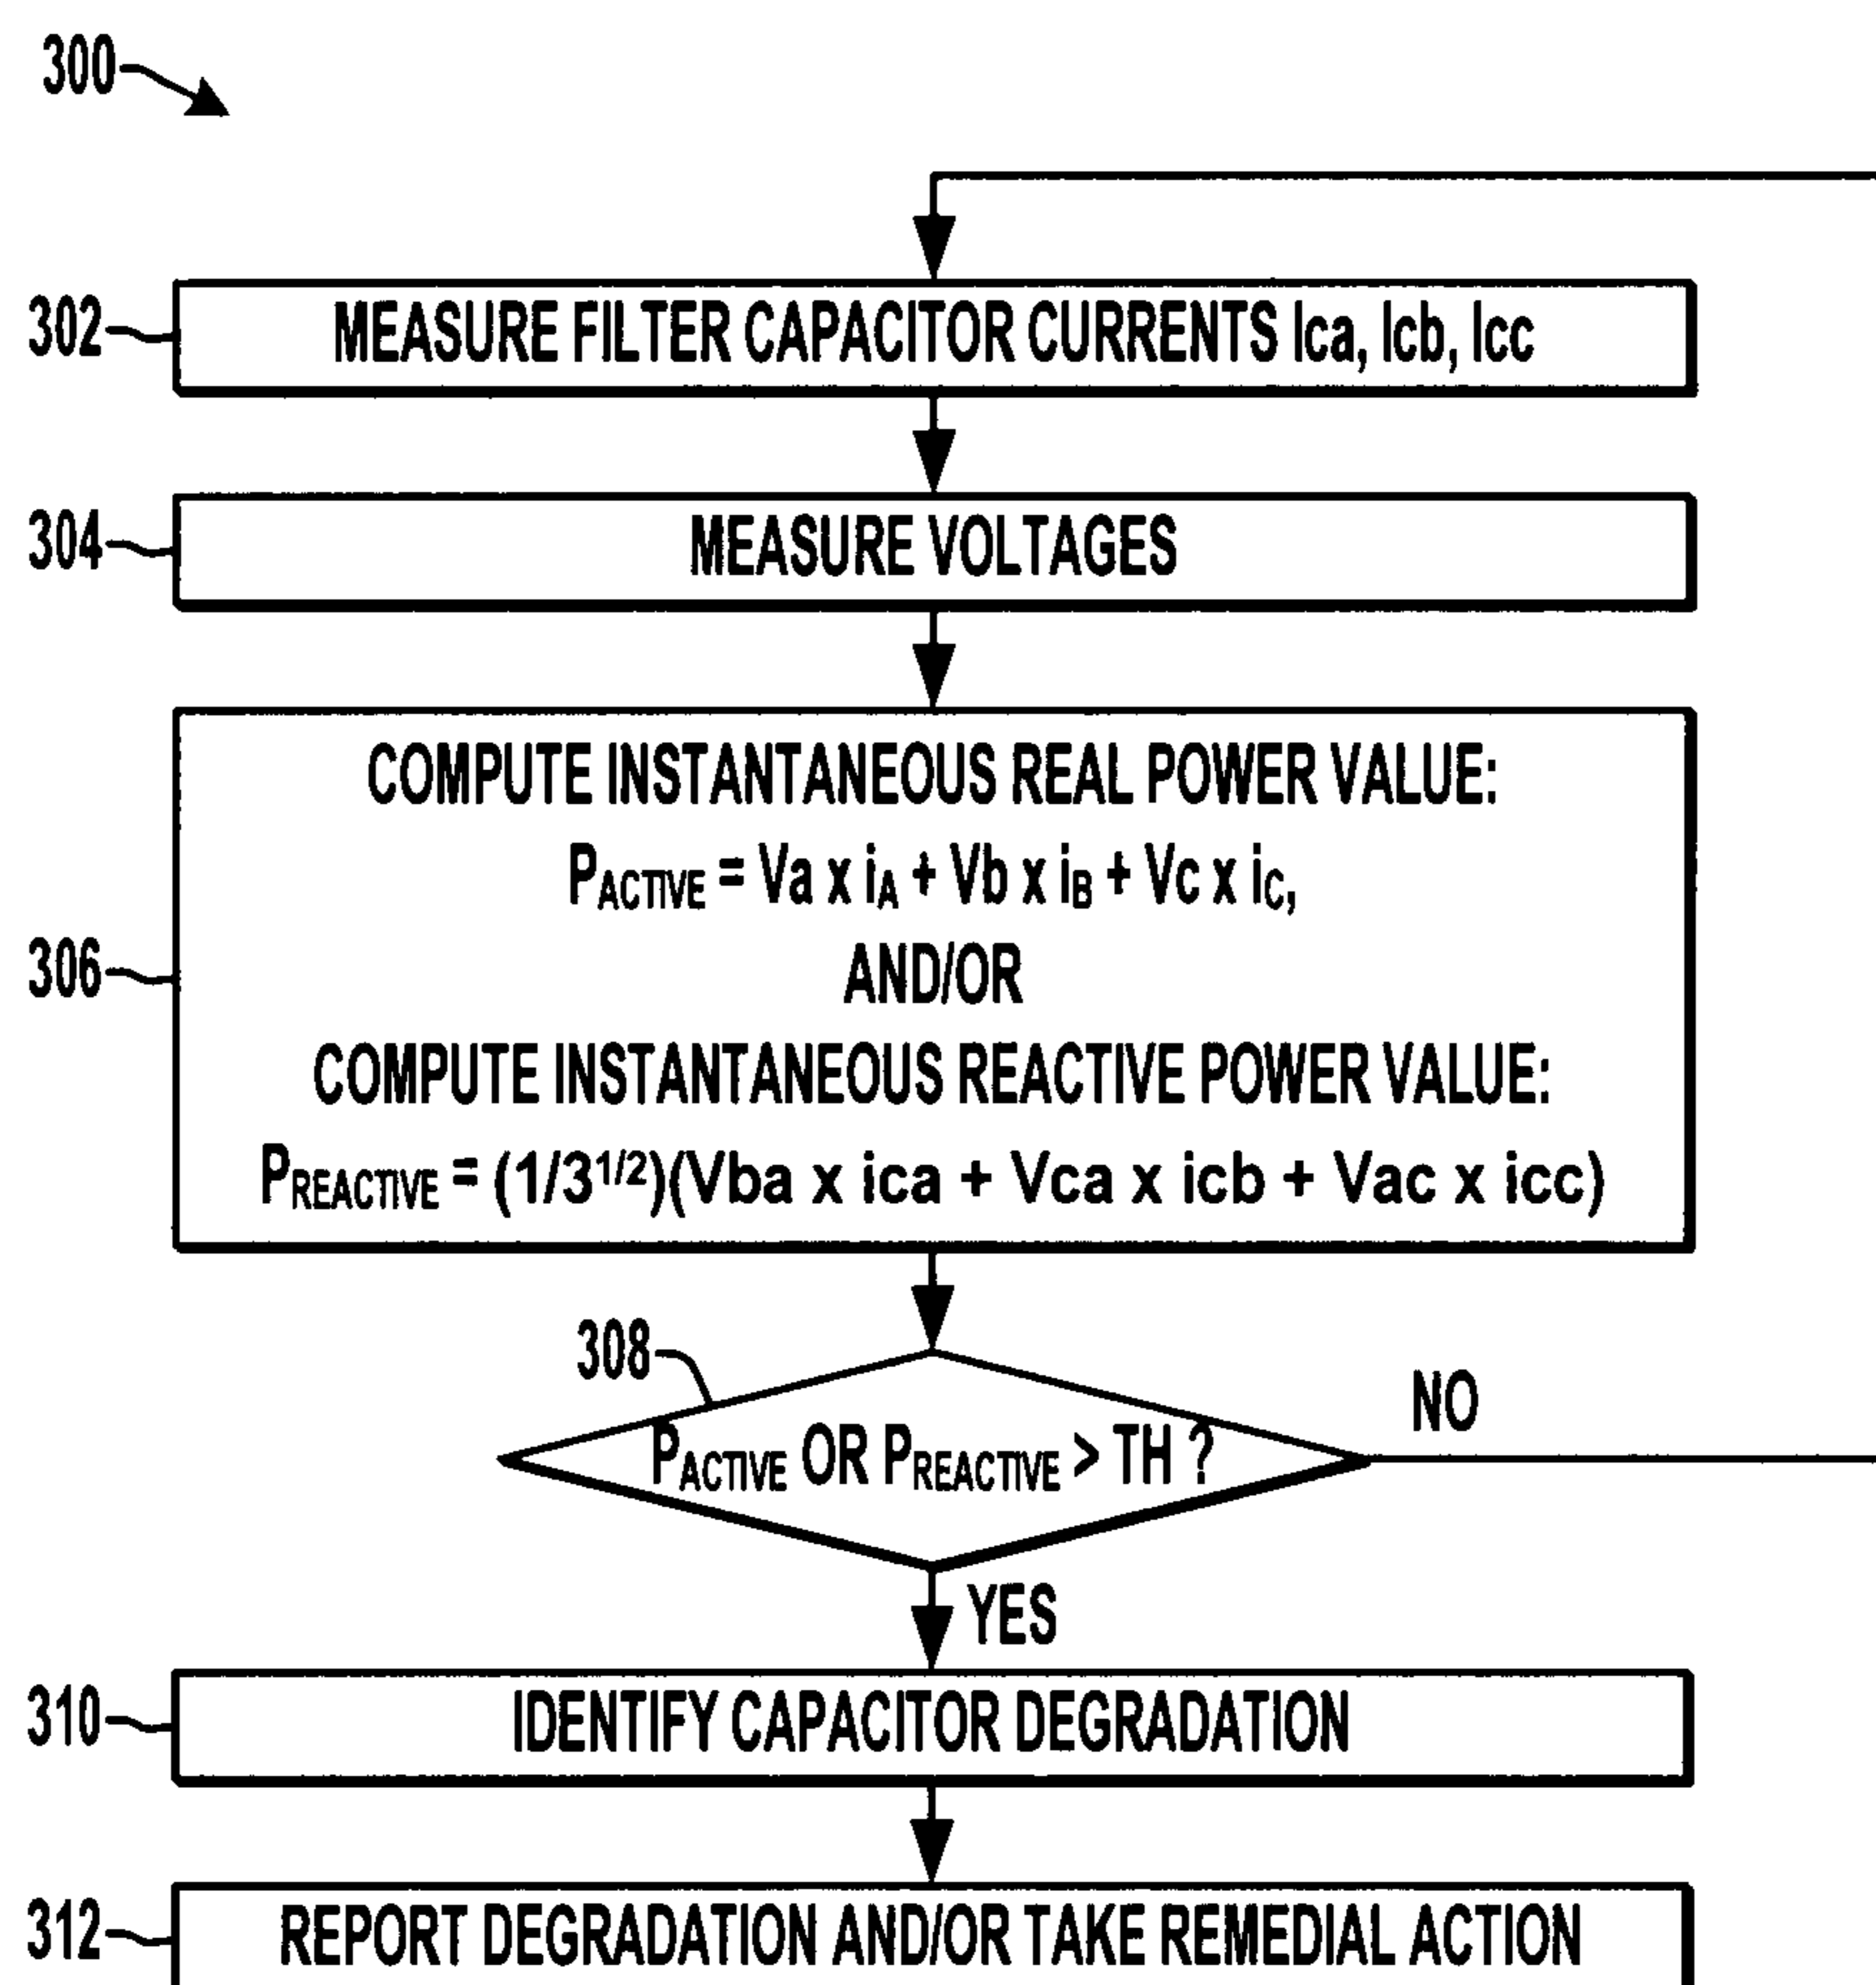 300
302
MEASURE FILTER CAPACITOR CURRENTS Ica, Icb, Icc
304
MEASURE VOLTAGES
306
COMPUTE INSTANTANEOUS REAL POWER VALUE:
PACTIVE = Va x iA + Vb x iB + Vc x iC,
AND/OR
COMPUTE INSTANTANEOUS REACTIVE POWER VALUE:
PREACTIVE = (1/3^1/2)(Vba x ica + Vca x icb + Vac x icc)
308
PACTIVE OR PREACTIVE > TH ?
NO
YES
310
IDENTIFY CAPACITOR DEGRADATION
312
REPORT DEGRADATION AND/OR TAKE REMEDIAL ACTION